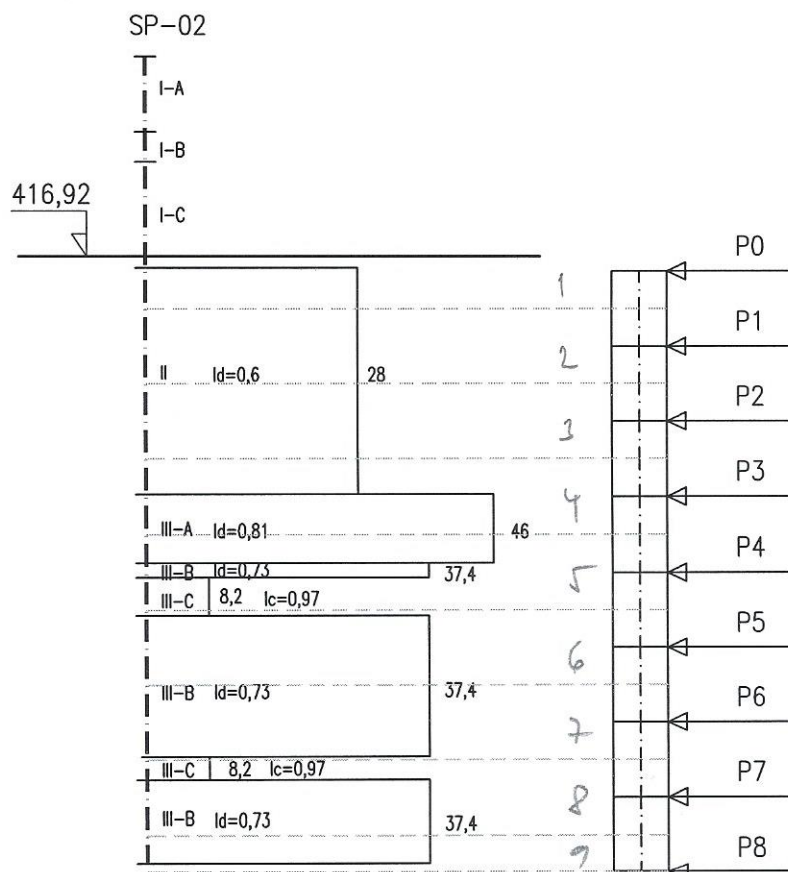 SP-02
I-A
I-B
416,92
I-C
P0
1
P1
2
II Id=0,6 28
P2
3
P3
4
III-A Id=0,81 46
P4
III-B Id=0,73 37,4
5
III-C 8,2 Ic=0,97
P5
6
III-B Id=0,73 37,4
P6
7
III-C 8,2 Ic=0,97
P7
8
III-B Id=0,73 37,4
P8
9